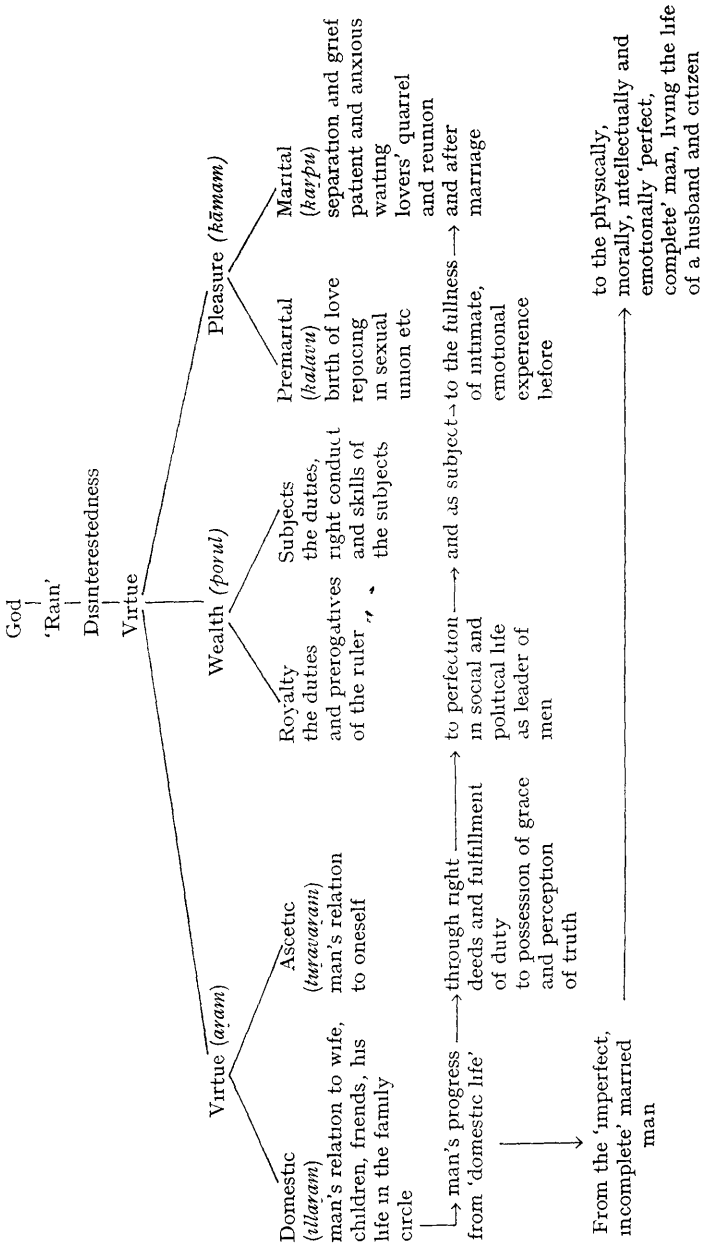 God
'Rain'
Disinterestedness
Virtue
Virtue (aṟam)
Wealth (poruḷ)
Pleasure (kāmam)
Domestic
(illaṟam)
man's relation to wife,
children, friends, his
life in the family
circle
Ascetic
(tuṟavaṟam)
man's relation
to oneself
Royalty
the duties
and prerogatives
of the ruler
Subjects
the duties,
right conduct
and skills of
the subjects
Premarital
(kaḷavu)
birth of love
rejoicing
in sexual
union etc
Marital
(kaṟpu)
separation and grief
patient and anxious
waiting
lovers' quarrel
and reunion
→ man's progress
from 'domestic life'
→ through right
deeds and fulfillment
of duty
to possession of grace
and perception
of truth
→ to perfection
in social and
political life
as leader of
men
→ and as subject
→ to the fullness
of intimate,
emotional
experience
before
→ and after
marriage
From the 'imperfect,
incomplete' married
man
to the physically,
morally, intellectually and
emotionally 'perfect,
complete' man, living the life
of a husband and citizen